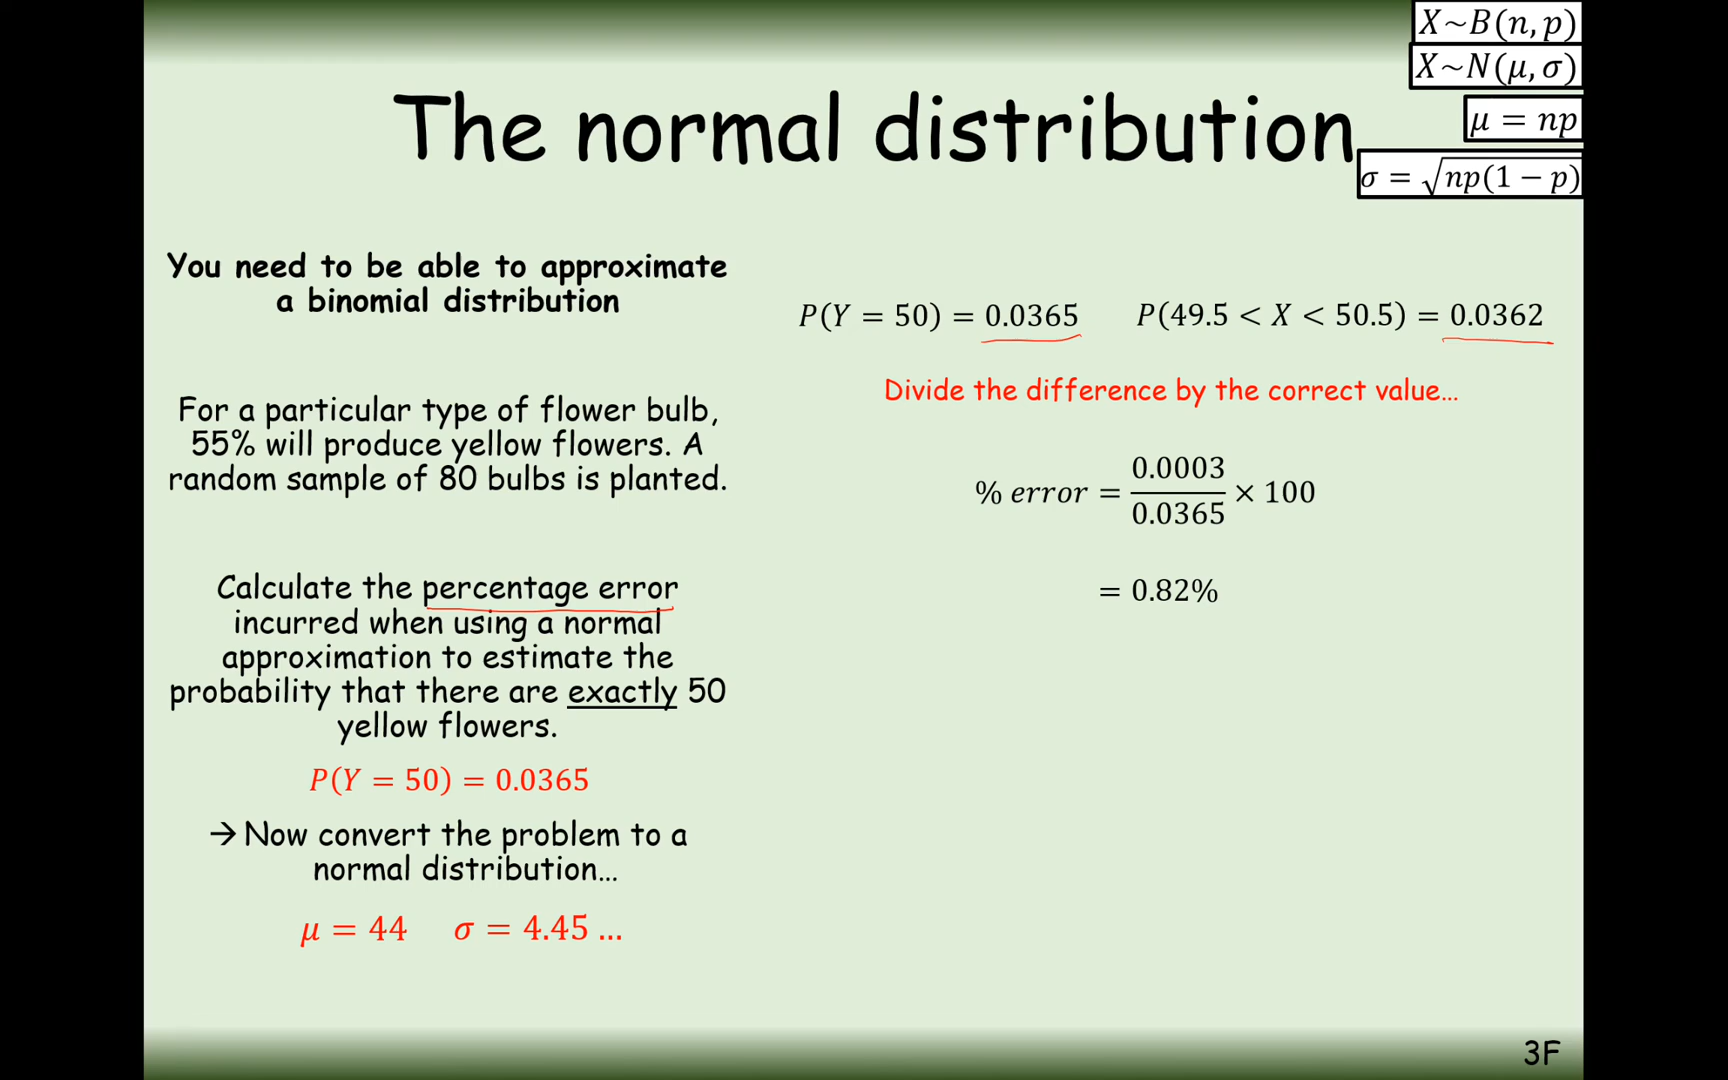 X~B(n, p)
X~N(μ, σ)
μ = np
σ = √np(1 − p)
The normal distribution
You need to be able to approximate
a binomial distribution
For a particular type of flower bulb,
55% will produce yellow flowers. A
random sample of 80 bulbs is planted.
Calculate the percentage error
incurred when using a normal
approximation to estimate the
probability that there are exactly 50
yellow flowers.
P(Y = 50) = 0.0365
→ Now convert the problem to a
normal distribution…
μ = 44 σ = 4.45 …
P(Y = 50) = 0.0365 P(49.5 < X < 50.5) = 0.0362
Divide the difference by the correct value…
% error = 0.0003/0.0365 × 100
= 0.82%
3F